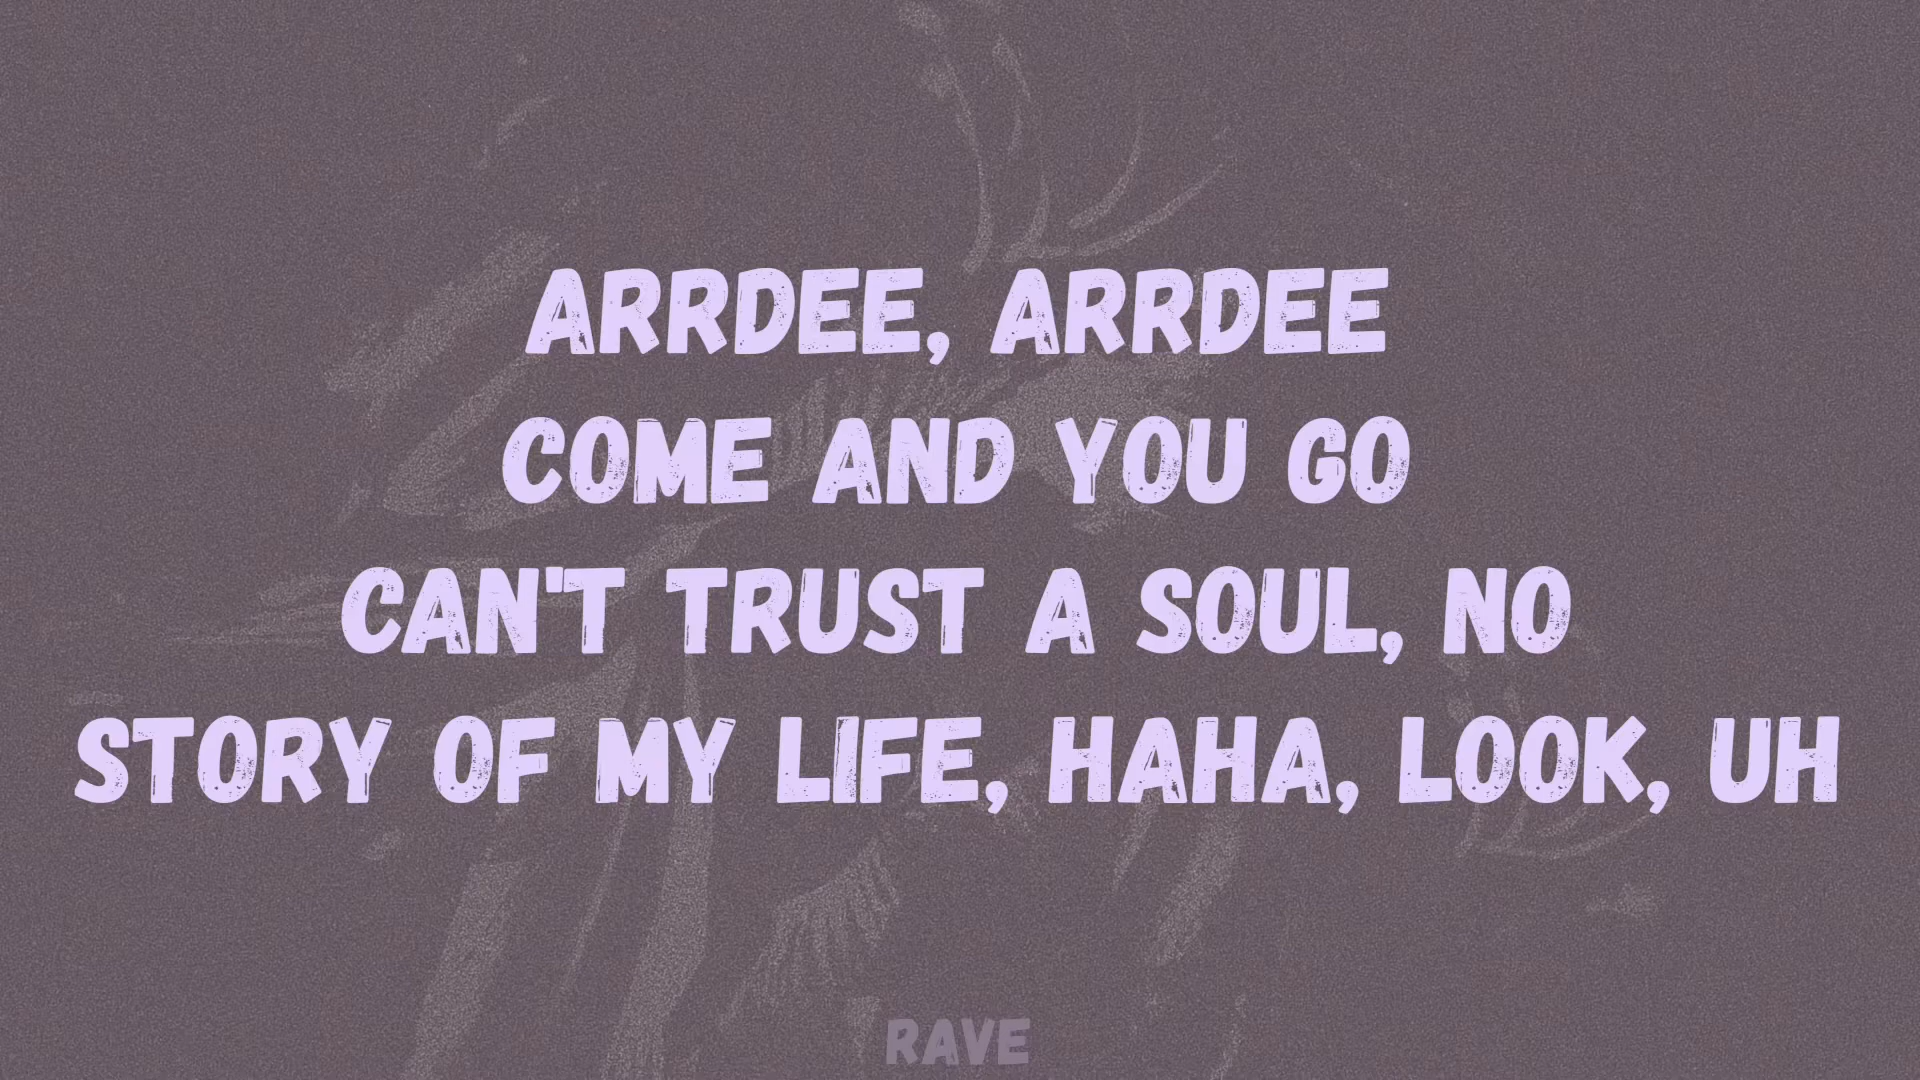 ARRDEE, ARRDEE
COME AND YOU GO
CAN'T TRUST A SOUL, NO
STORY OF MY LIFE, HAHA, LOOK, UH
RAVE